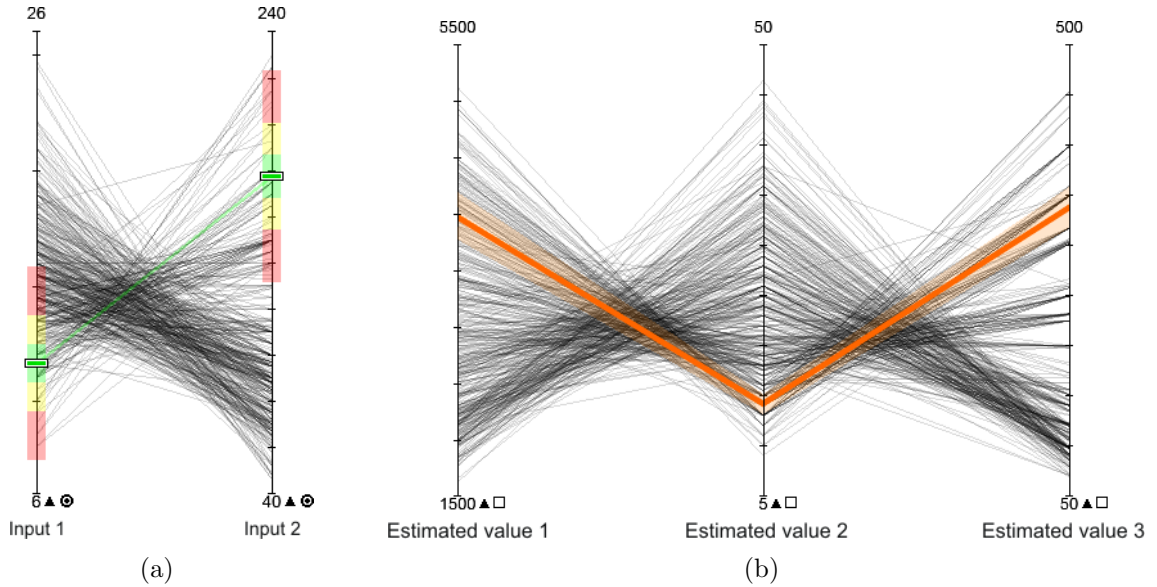 26 240 5500 50 500
6 40 1500 5 50
Input 1 Input 2 Estimated value 1 Estimated value 2 Estimated value 3
(a) (b)